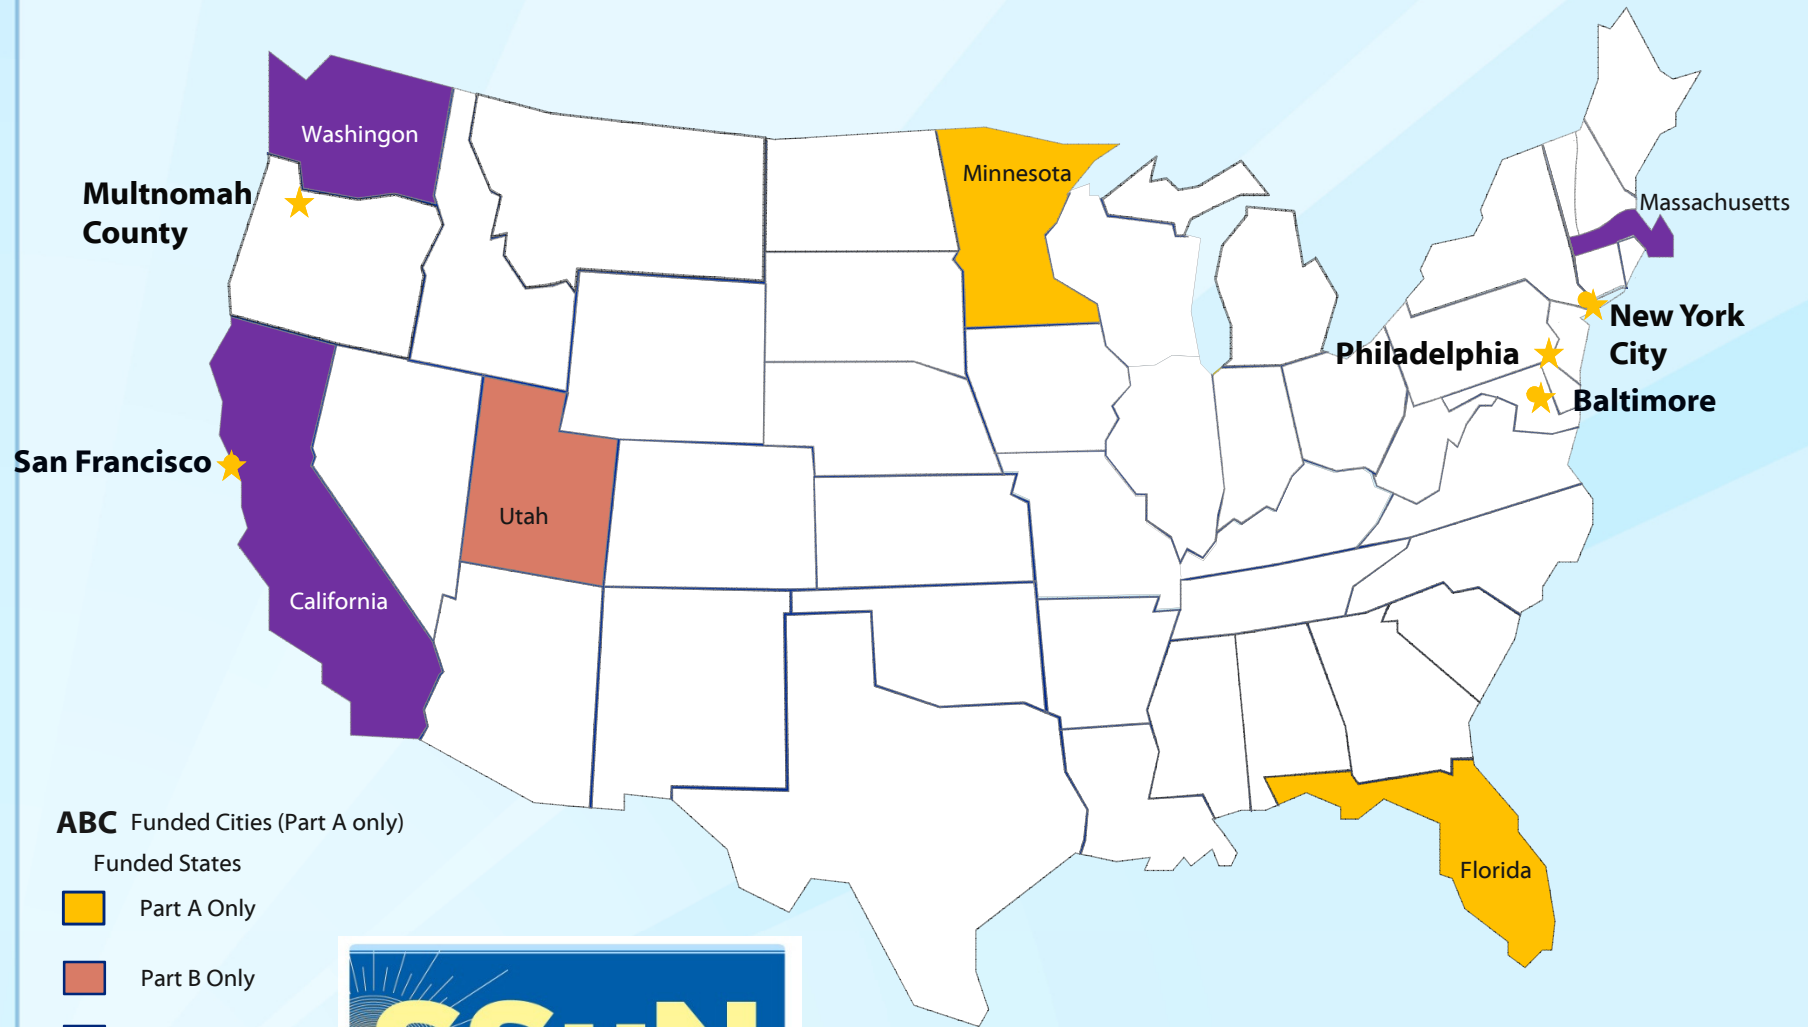 Washingon
Minnesota
Multnomah
County
Massachusetts
New York
City
Philadelphia
Baltimore
San Francisco
Utah
California
ABC Funded Cities (Part A only)
Funded States
Florida
Part A Only
Part B Only
SSuN